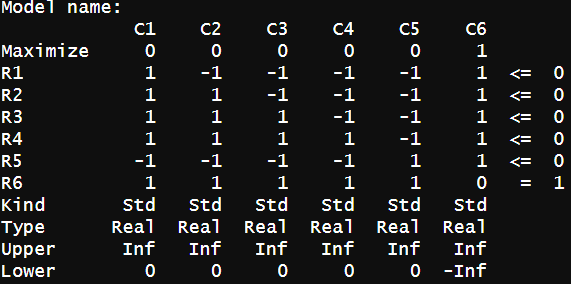 Model name:
            C1    C2    C3    C4    C5    C6
Maximize     0     0     0     0     0     1
R1           1    -1    -1    -1    -1     1  <=  0
R2           1     1    -1    -1    -1     1  <=  0
R3           1     1     1    -1    -1     1  <=  0
R4           1     1     1     1    -1     1  <=  0
R5          -1    -1    -1    -1     1     1  <=  0
R6           1     1     1     1     1     0   =  1
Kind       Std   Std   Std   Std   Std   Std
Type      Real  Real  Real  Real  Real  Real
Upper      Inf   Inf   Inf   Inf   Inf   Inf
Lower        0     0     0     0     0  -Inf